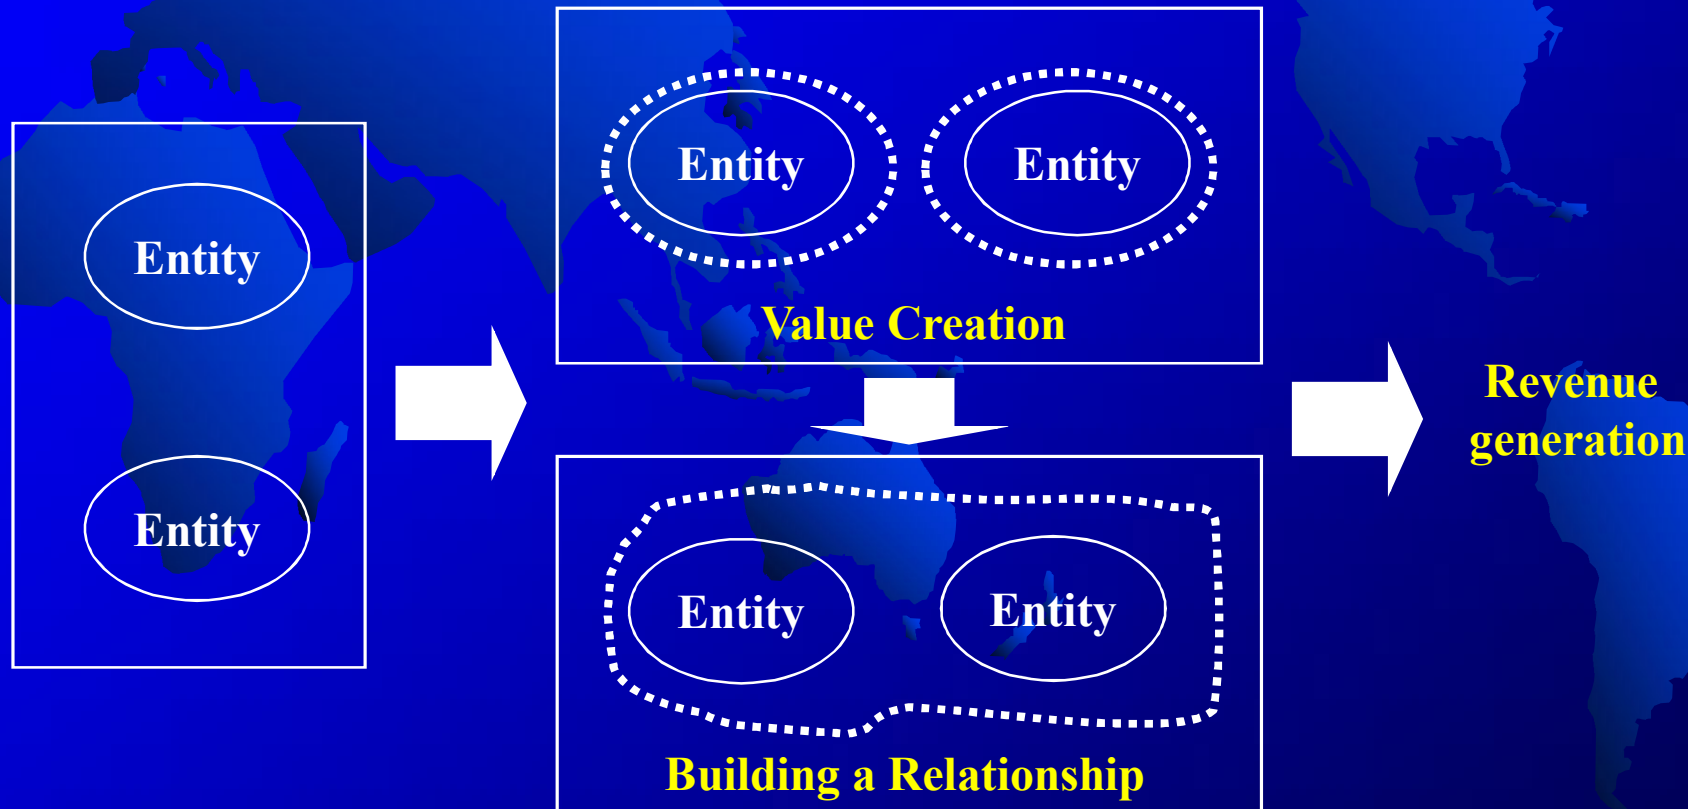 Entity
Entity
Entity Entity
Value Creation
Entity Entity
Building a Relationship
Revenue
generation